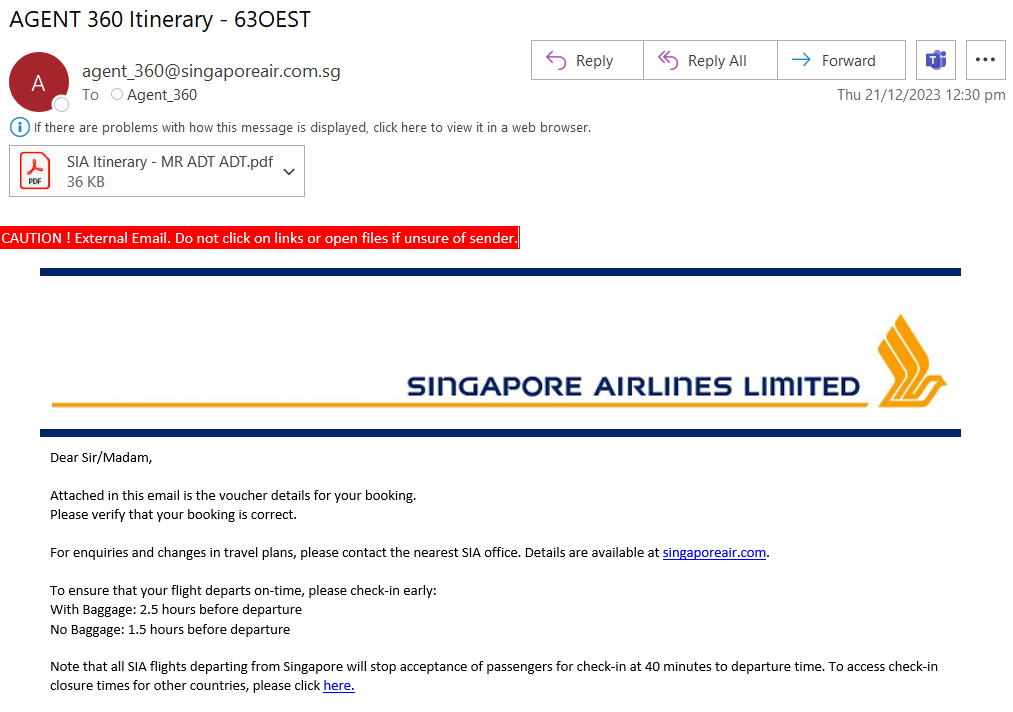 AGENT 360 Itinerary - 63OEST
A
agent_360@singaporeair.com.sg
To Agent_360
Reply
Reply All
Forward
Thu 21/12/2023 12:30 pm
If there are problems with how this message is displayed, click here to view it in a web browser.
PDF
SIA Itinerary - MR ADT ADT.pdf
36 KB
CAUTION ! External Email. Do not click on links or open files if unsure of sender.
SINGAPORE AIRLINES LIMITED
Dear Sir/Madam,
Attached in this email is the voucher details for your booking.
Please verify that your booking is correct.
For enquiries and changes in travel plans, please contact the nearest SIA office. Details are available at singaporeair.com.
To ensure that your flight departs on-time, please check-in early:
With Baggage: 2.5 hours before departure
No Baggage: 1.5 hours before departure
Note that all SIA flights departing from Singapore will stop acceptance of passengers for check-in at 40 minutes to departure time. To access check-in
closure times for other countries, please click here.